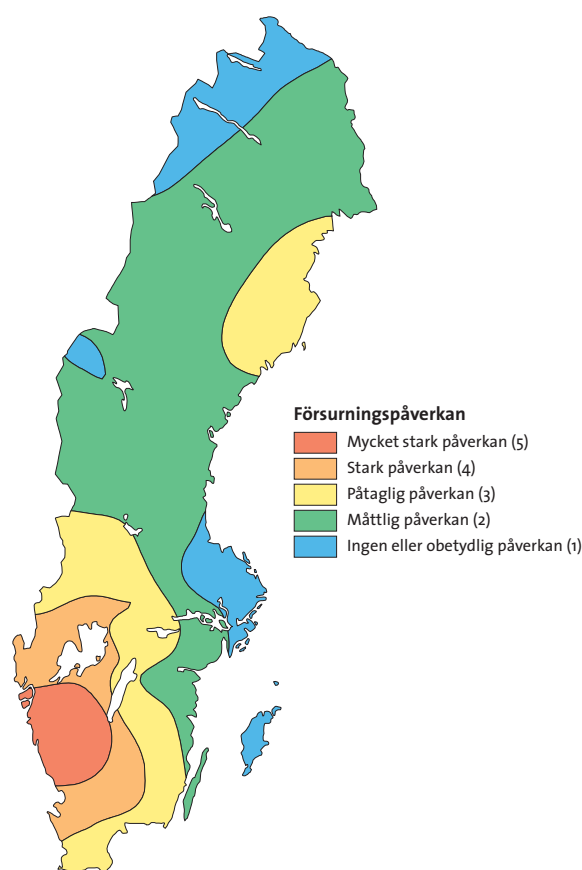 Försurningspåverkan
Mycket stark påverkan (5)
Stark påverkan (4)
Påtaglig påverkan (3)
Måttlig påverkan (2)
Ingen eller obetydlig påverkan (1)